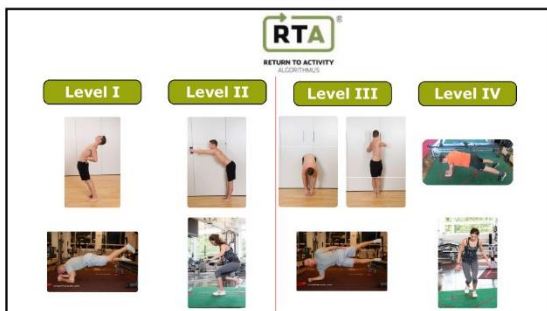 RTA®
RETURN TO ACTIVITY
ALGORITHMUS
Level I
Level II
Level III
Level IV